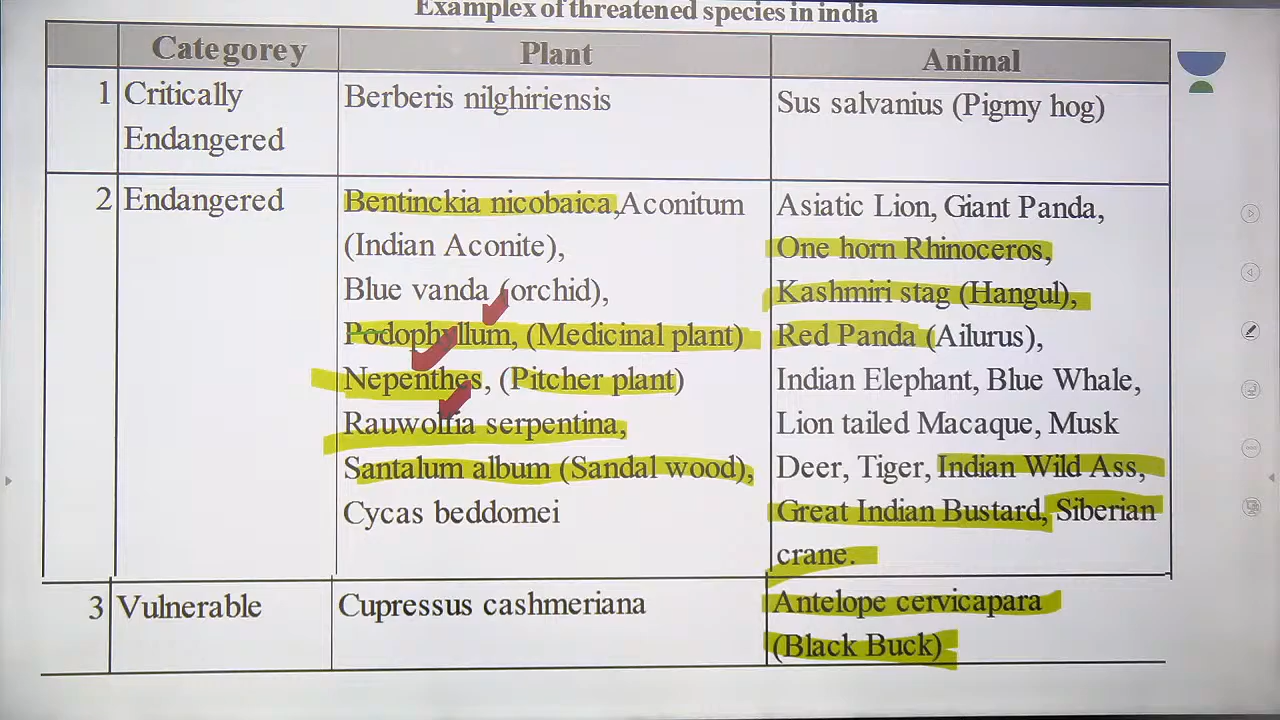 Examplex of threatened species in india
Categorey Plant Animal
1 Critically Endangered Berberis nilghiriensis Sus salvanius (Pigmy hog)
2 Endangered Bentinckia nicobaica,Aconitum
(Indian Aconite),
Blue vanda (orchid),
Podophyllum, (Medicinal plant)
Nepenthes, (Pitcher plant)
Rauwolfia serpentina,
Santalum album (Sandal wood),
Cycas beddomei
Asiatic Lion, Giant Panda,
One horn Rhinoceros,
Kashmiri stag (Hangul),
Red Panda (Ailurus),
Indian Elephant, Blue Whale,
Lion tailed Macaque, Musk
Deer, Tiger, Indian Wild Ass,
Great Indian Bustard, Siberian
crane.
3 Vulnerable Cupressus cashmeriana Antelope cervicapara
(Black Buck)